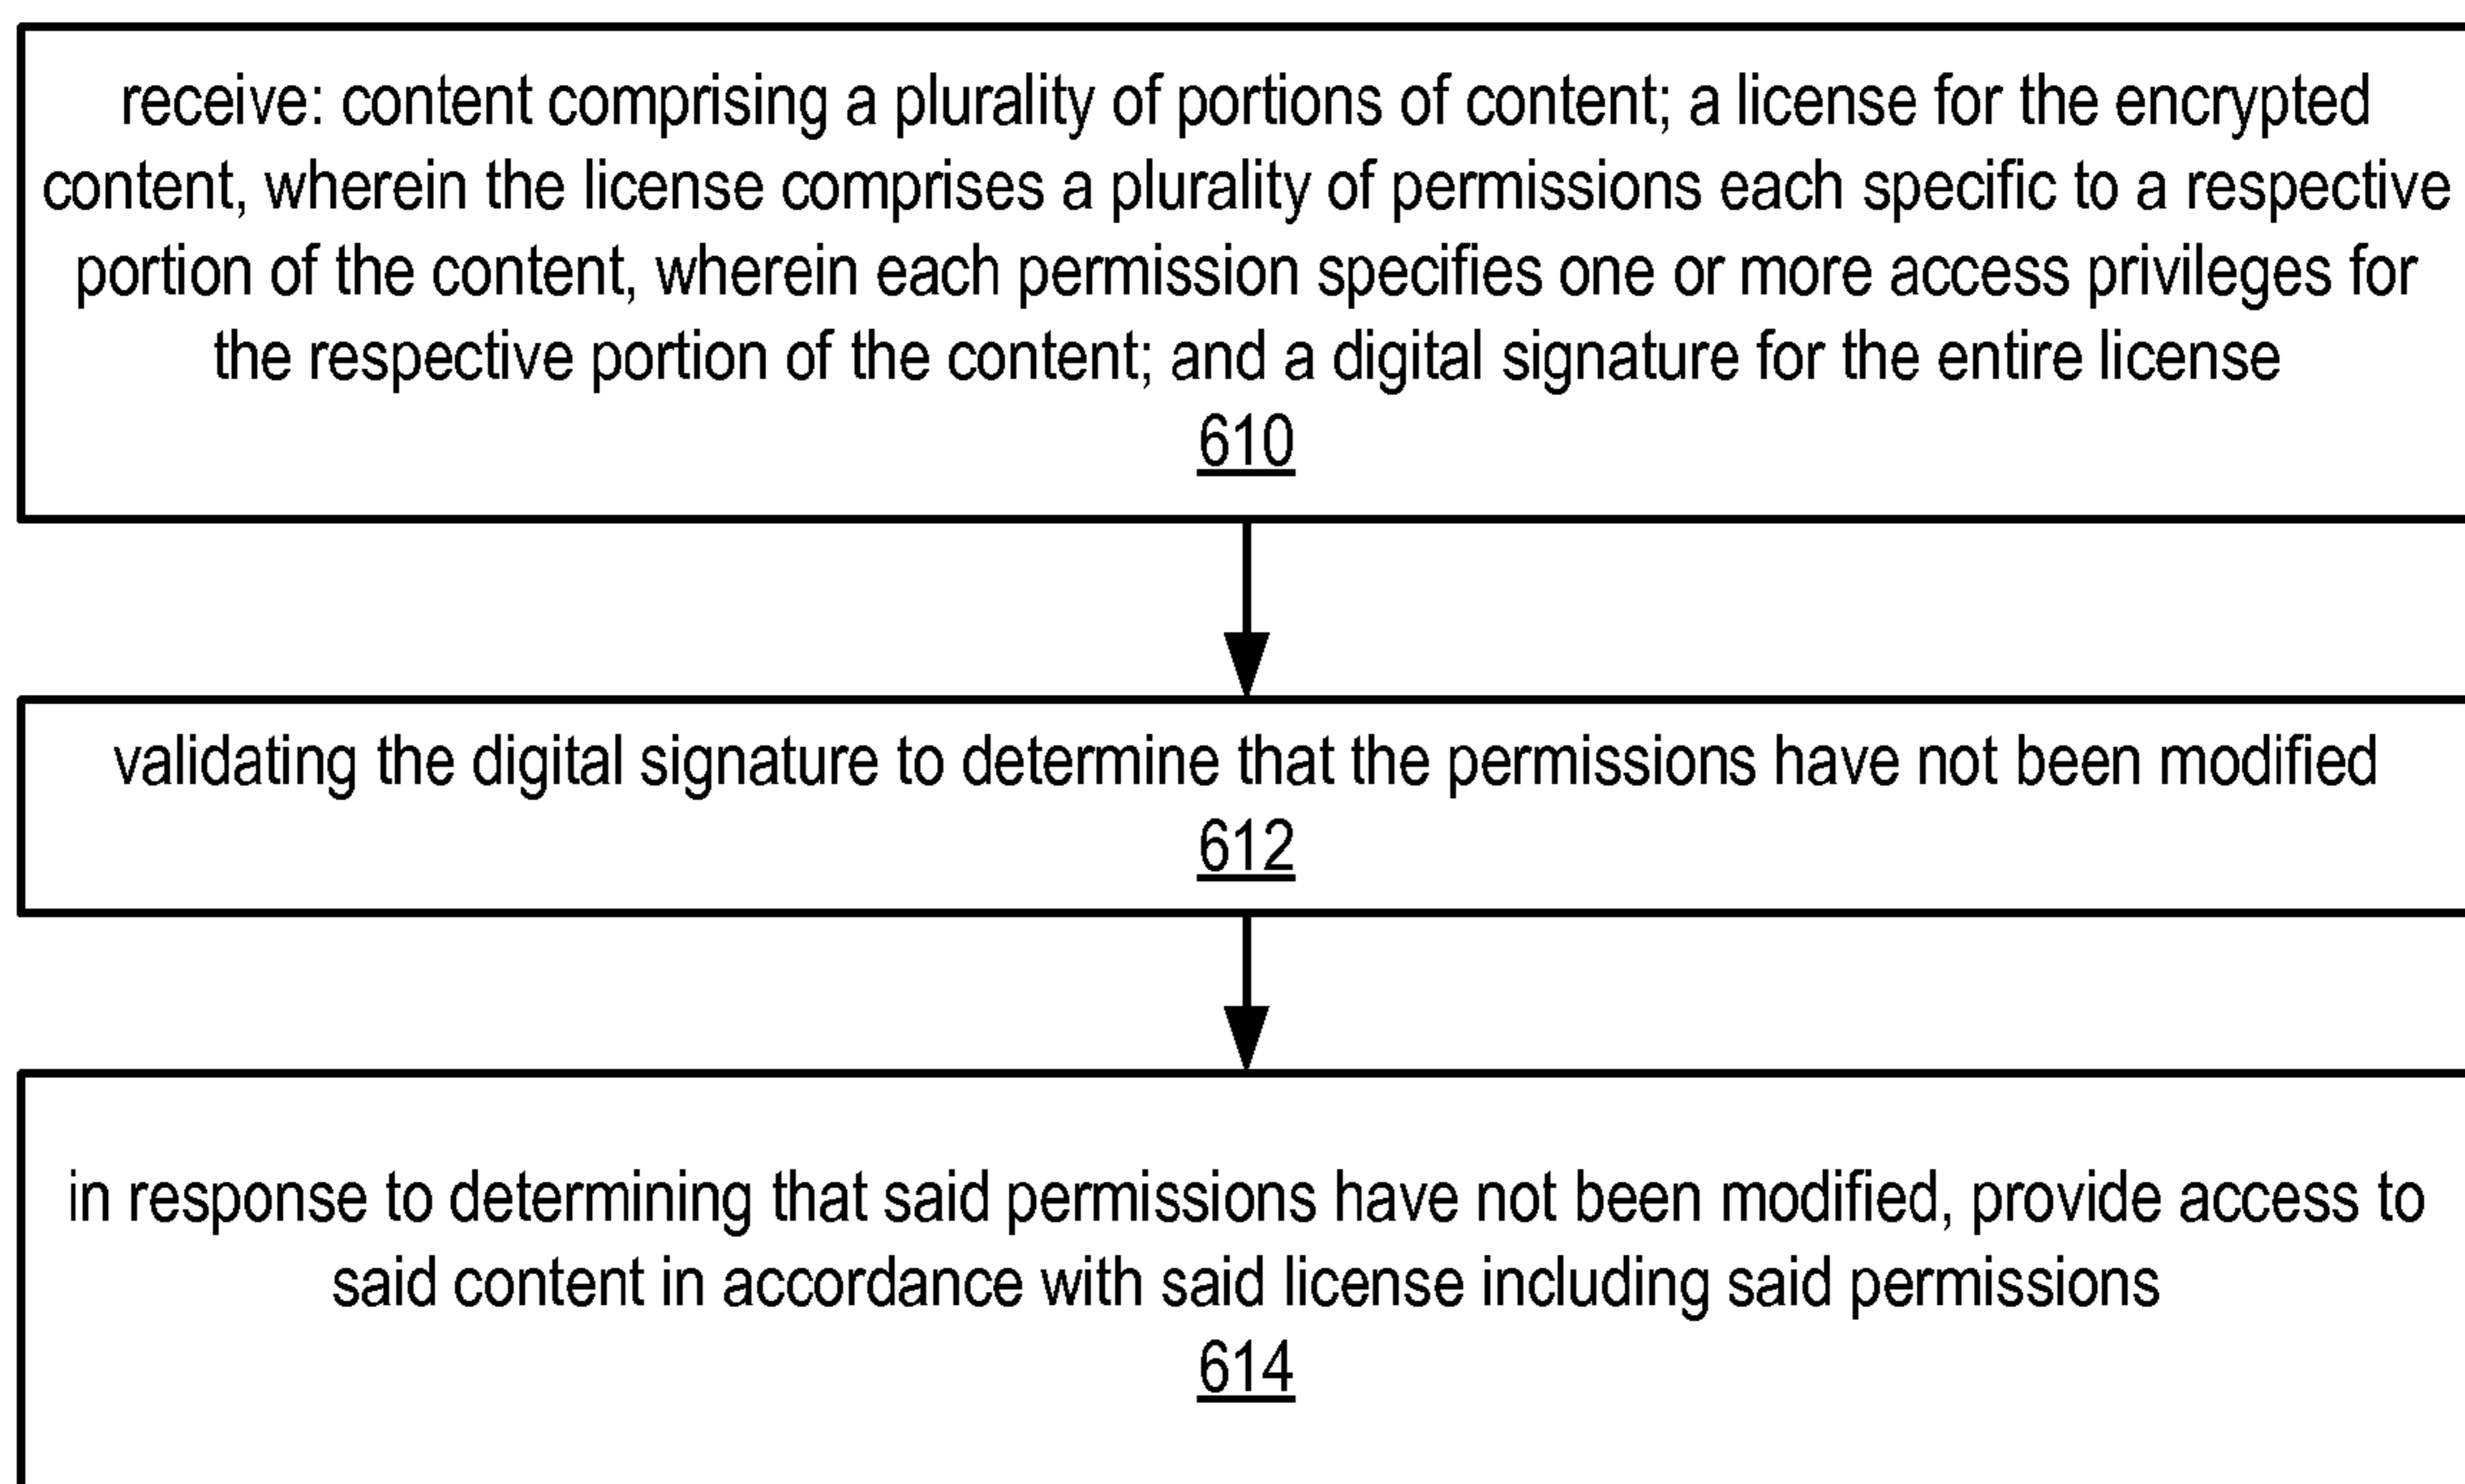 receive: content comprising a plurality of portions of content; a license for the encrypted
content, wherein the license comprises a plurality of permissions each specific to a respective
portion of the content, wherein each permission specifies one or more access privileges for
the respective portion of the content; and a digital signature for the entire license
610
validating the digital signature to determine that the permissions have not been modified
612
in response to determining that said permissions have not been modified, provide access to
said content in accordance with said license including said permissions
614